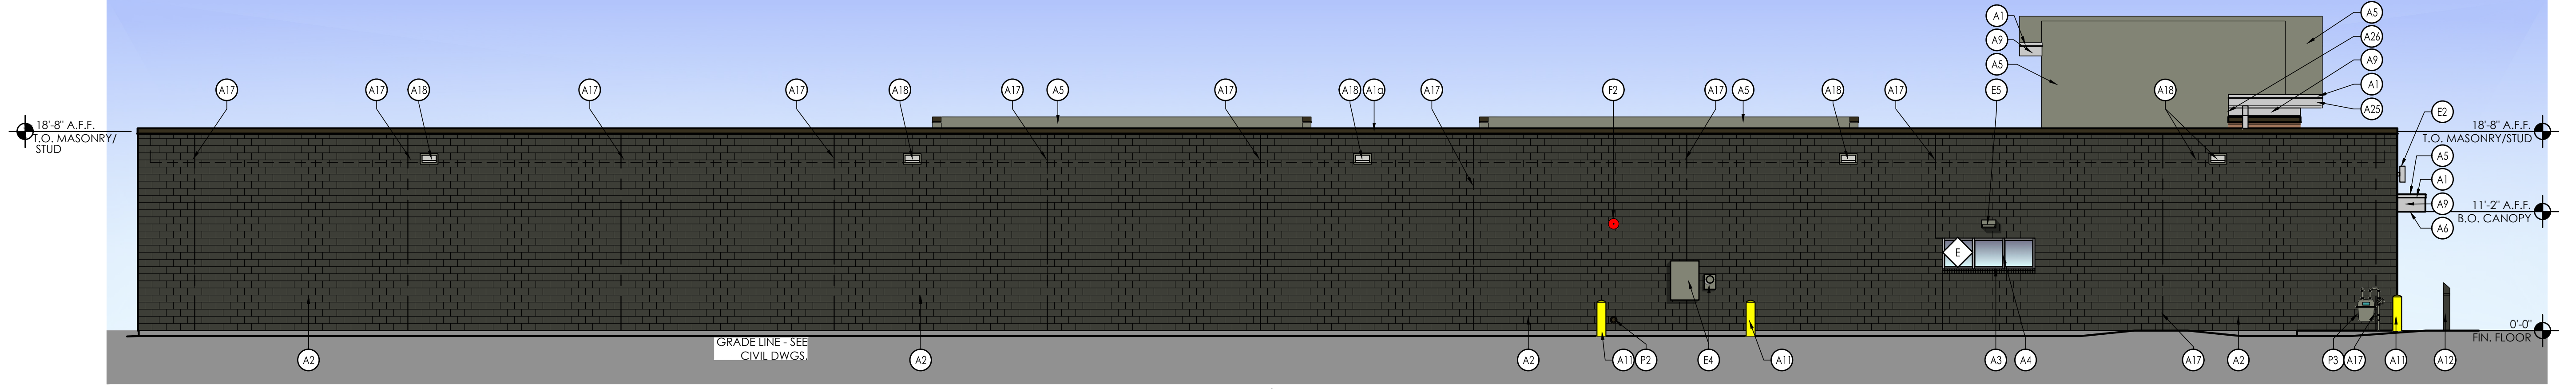 A1
A5
A9
A26
A5
A9
A17
A17
A18
A17
A17
A18
A17
A5
A17
A18
A1a
A17
F2
A17
A5
A18
A17
E5
A18
A1
A25
E2
18'-8" A.F.F.
T.O. MASONRY/
STUD
18'-8" A.F.F.
T.O. MASONRY/STUD
A5
A1
A9
11'-2" A.F.F.
B.O. CANOPY
A6
E
0'-0"
FIN. FLOOR
GRADE LINE - SEE
CIVIL DWGS.
A2
A2
A2
A11
P2
E4
A11
A3
A4
A17
A2
P3
A17
A11
A12